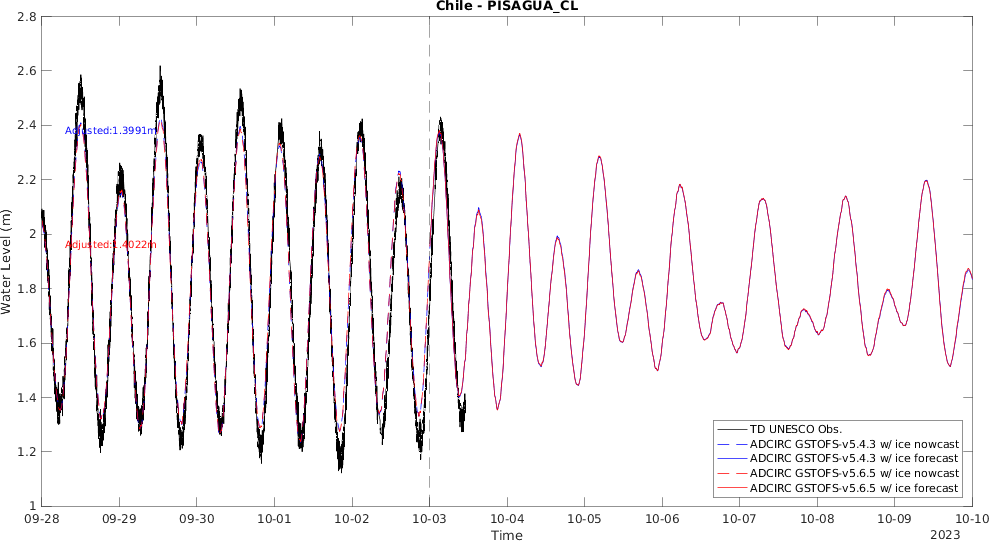 Chile - PISAGUA_CL
2.8
2.6
2.4
2.2
2
1.8
1.6
1.4
1.2
1
Water Level (m)
Adjusted:1.3991m
Adjusted:1.4022m
TD UNESCO Obs.
ADCIRC GSTOFS-v5.4.3 w/ ice nowcast
ADCIRC GSTOFS-v5.4.3 w/ ice forecast
ADCIRC GSTOFS-v5.6.5 w/ ice nowcast
ADCIRC GSTOFS-v5.6.5 w/ ice forecast
09-28 09-29 09-30 10-01 10-02 10-03 10-04 10-05 10-06 10-07 10-08 10-09 10-10
Time
2023